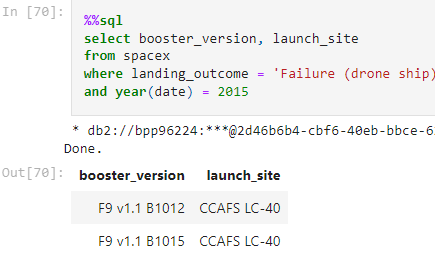 In [70]:
%%sql
select booster_version, launch_site
from spacex
where landing_outcome = 'Failure (drone ship)
and year(date) = 2015
* db2://bpp96224:***@2d46b6b4-cbf6-40eb-bbce-6
Done.
Out[70]:
booster_version launch_site
F9 v1.1 B1012 CCAFS LC-40
F9 v1.1 B1015 CCAFS LC-40